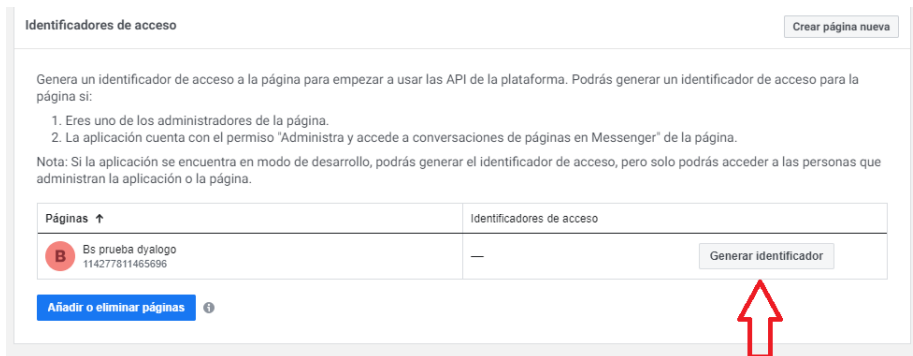 Identificadores de acceso
Crear página nueva
Genera un identificador de acceso a la página para empezar a usar las API de la plataforma. Podrás generar un identificador de acceso para la
página si:
1. Eres uno de los administradores de la página.
2. La aplicación cuenta con el permiso "Administra y accede a conversaciones de páginas en Messenger" de la página.
Nota: Si la aplicación se encuentra en modo de desarrollo, podrás generar el identificador de acceso, pero solo podrás acceder a las personas que
administran la aplicación o la página.
Páginas ↑
Identificadores de acceso
B
Bs prueba dyalogo
114277811465696
—
Generar identificador
Añadir o eliminar páginas